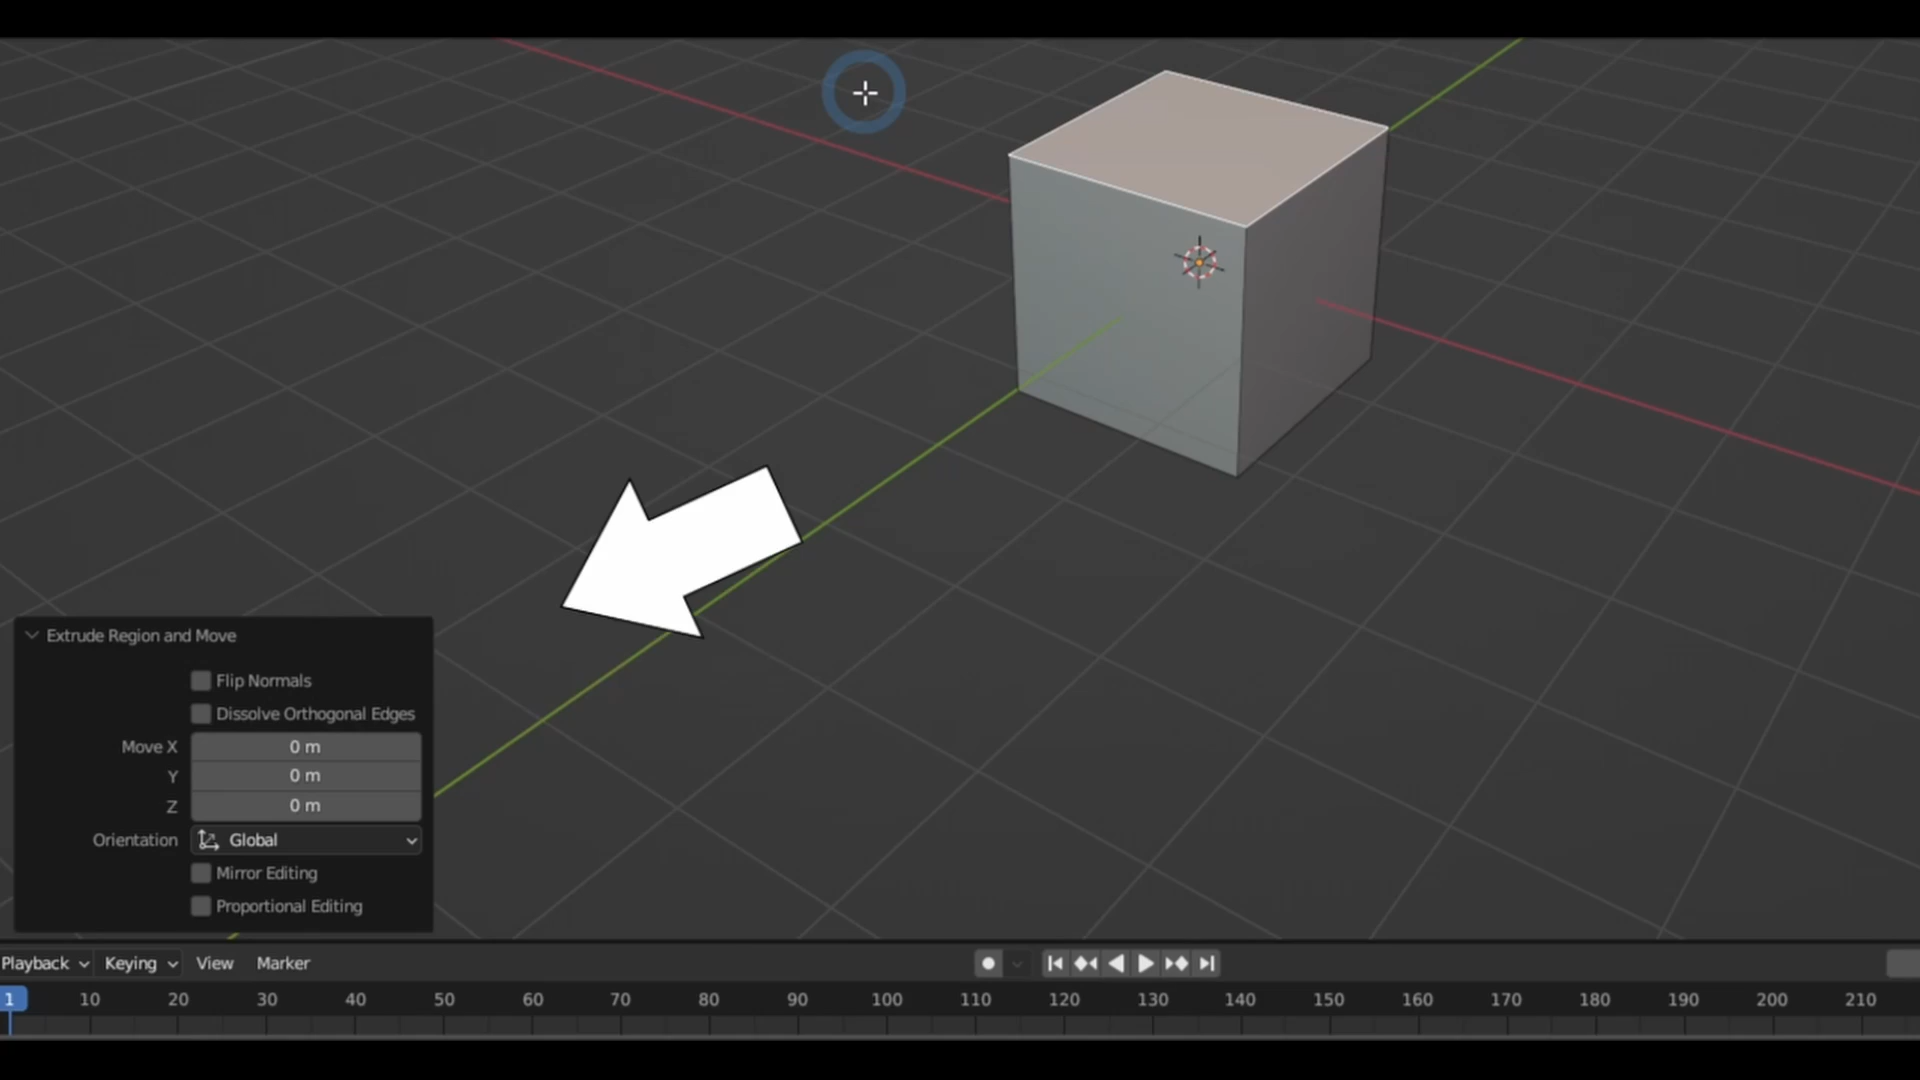 Extrude Region and Move
Flip Normals
Dissolve Orthogonal Edges
Move X 0 m
Y 0 m
Z 0 m
Orientation Global
Mirror Editing
Proportional Editing
Playback Keying View Marker
1 10 20 30 40 50 60 70 80 90 100 110 120 130 140 150 160 170 180 190 200 210